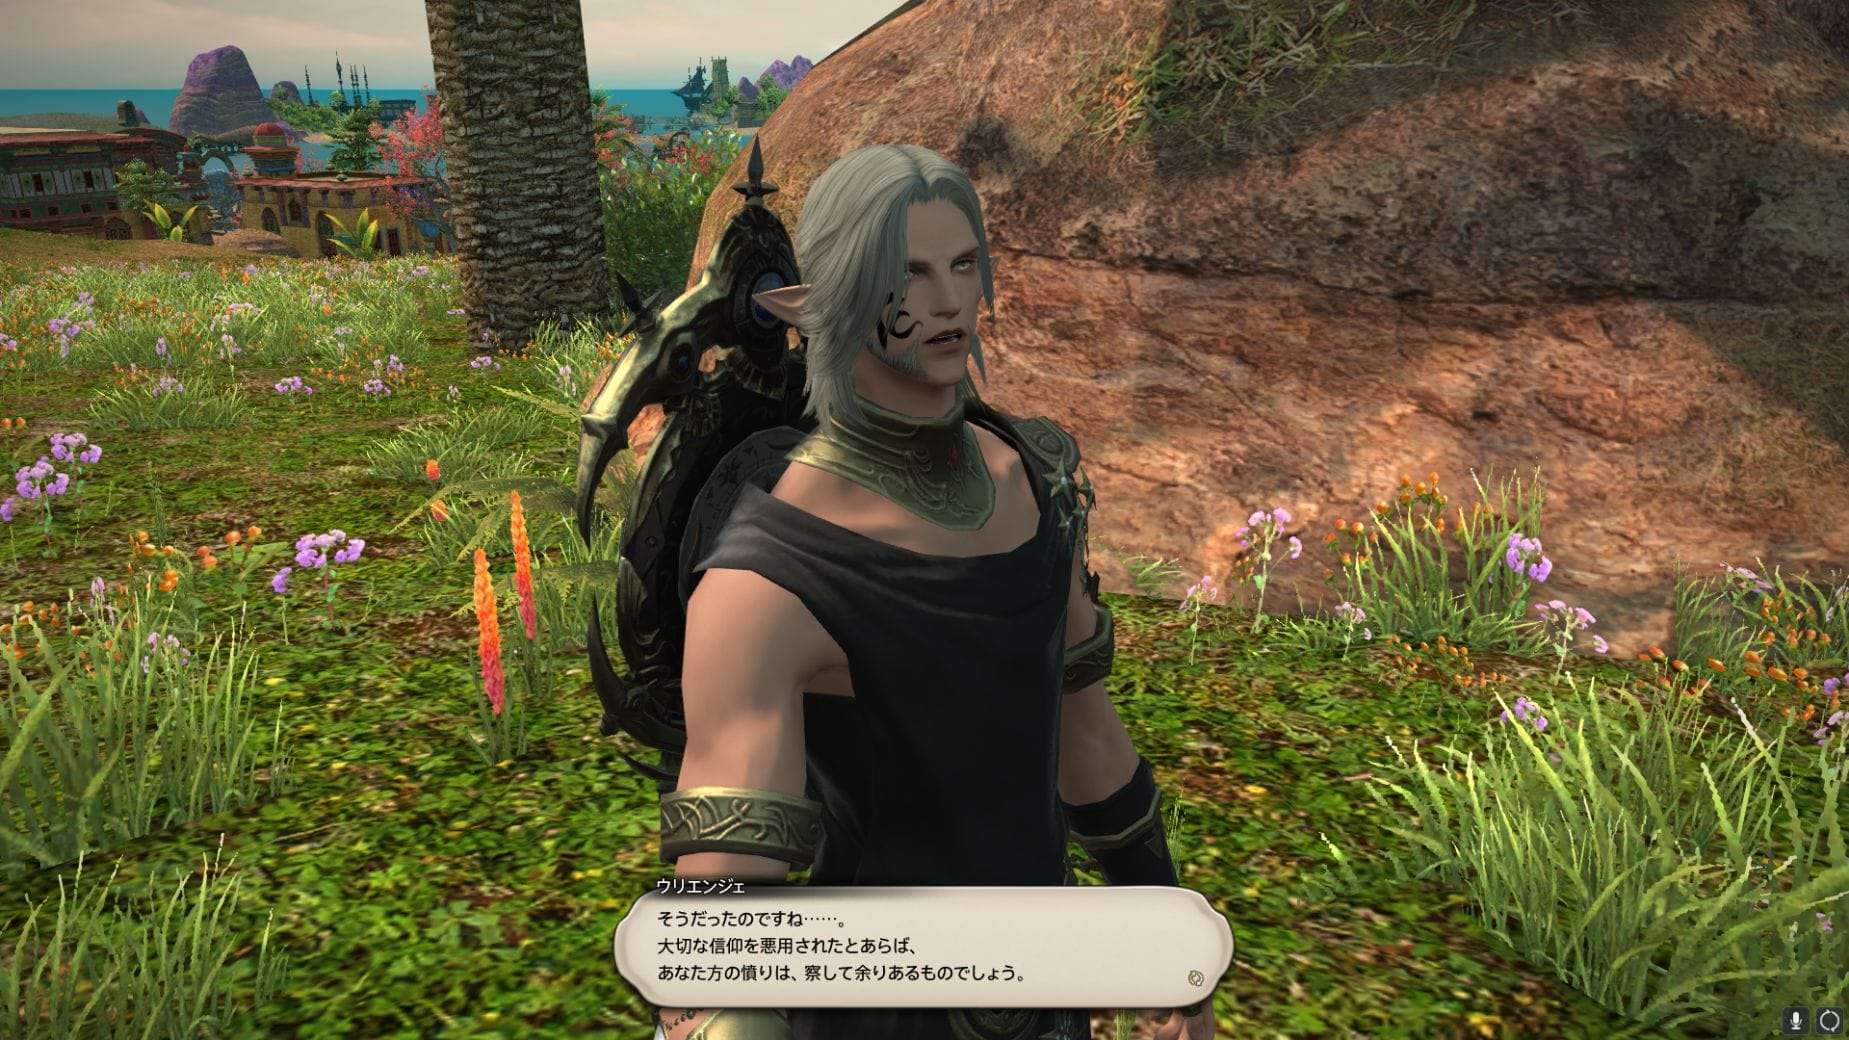 ウリエンジェ
そうだったのですね……。
大切な信仰を悪用されたとあらば、
あなた方の憤りは、察して余りあるものでしょう。